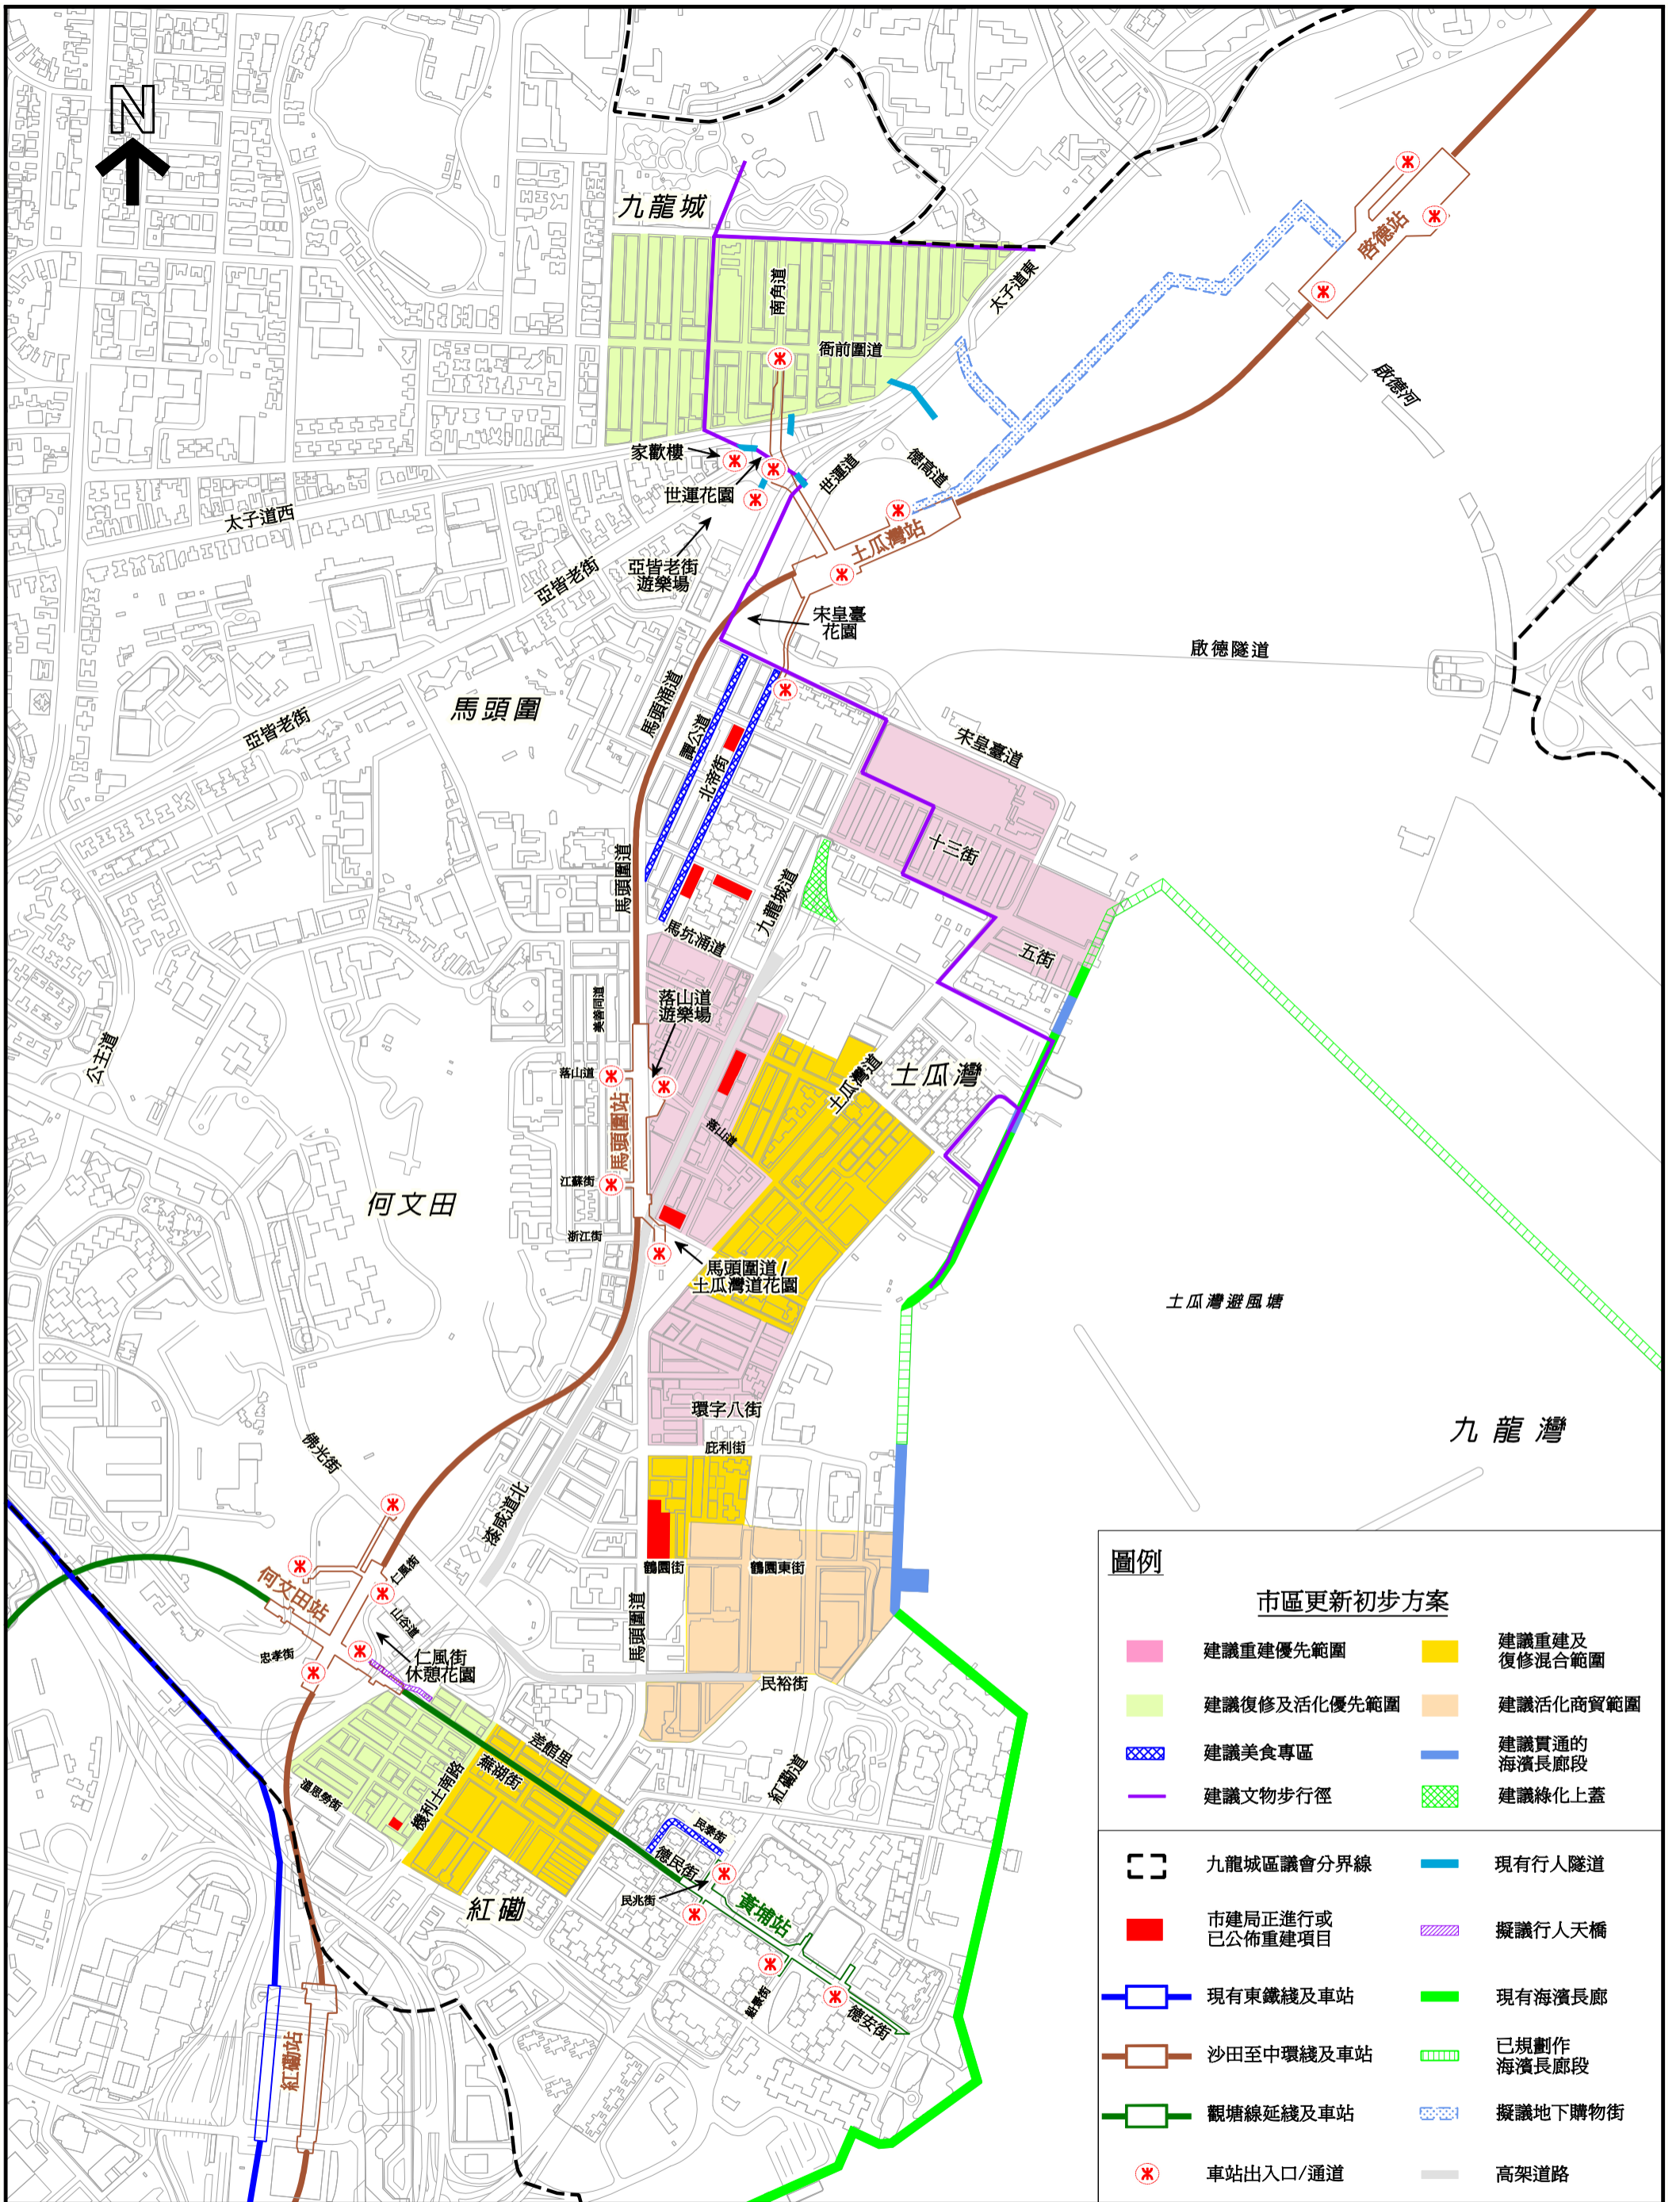 N
九龍城
啓德站
南角道
太子道東
衙前圍道
啟德河
家歡樓
世運道
德高道
世運花園
太子道西
土瓜灣站
亞皆老街
遊樂場
亞皆老街
宋皇臺
花園
啟德隧道
馬頭涌道
馬頭圍
亞皆老街
譚公道
宋皇臺道
北帝街
十三街
馬頭圍道
九龍城道
馬坑涌道
五街
落山道
遊樂場
美善同道
公主道
落山道
土瓜灣道
土瓜灣
馬頭圍站
落山道
江蘇街
何文田
浙江街
馬頭圍道/
土瓜灣道花園
土瓜灣避風塘
環字八街
九龍灣
庇利街
佛光街
漆咸道北
鶴園街
鶴園東街
仁風街
何文田站
山谷道
馬頭圍道
忠孝街
仁風街
休憩花園
民裕街
差館里
蕪湖街
紅磡道
溫思勞街
機利士南路
民泰街
德民街
民兆街
黃埔站
紅磡
船景街
德安街
紅磡站
圖例
市區更新初步方案
建議重建優先範圍
建議重建及
復修混合範圍
建議復修及活化優先範圍
建議活化商貿範圍
建議美食專區
建議貫通的
海濱長廊段
建議文物步行徑
建議綠化上蓋
九龍城區議會分界線
現有行人隧道
市建局正進行或
已公佈重建項目
擬議行人天橋
現有東鐵綫及車站
現有海濱長廊
沙田至中環綫及車站
已規劃作
海濱長廊段
觀塘線延綫及車站
擬議地下購物街
車站出入口/通道
高架道路